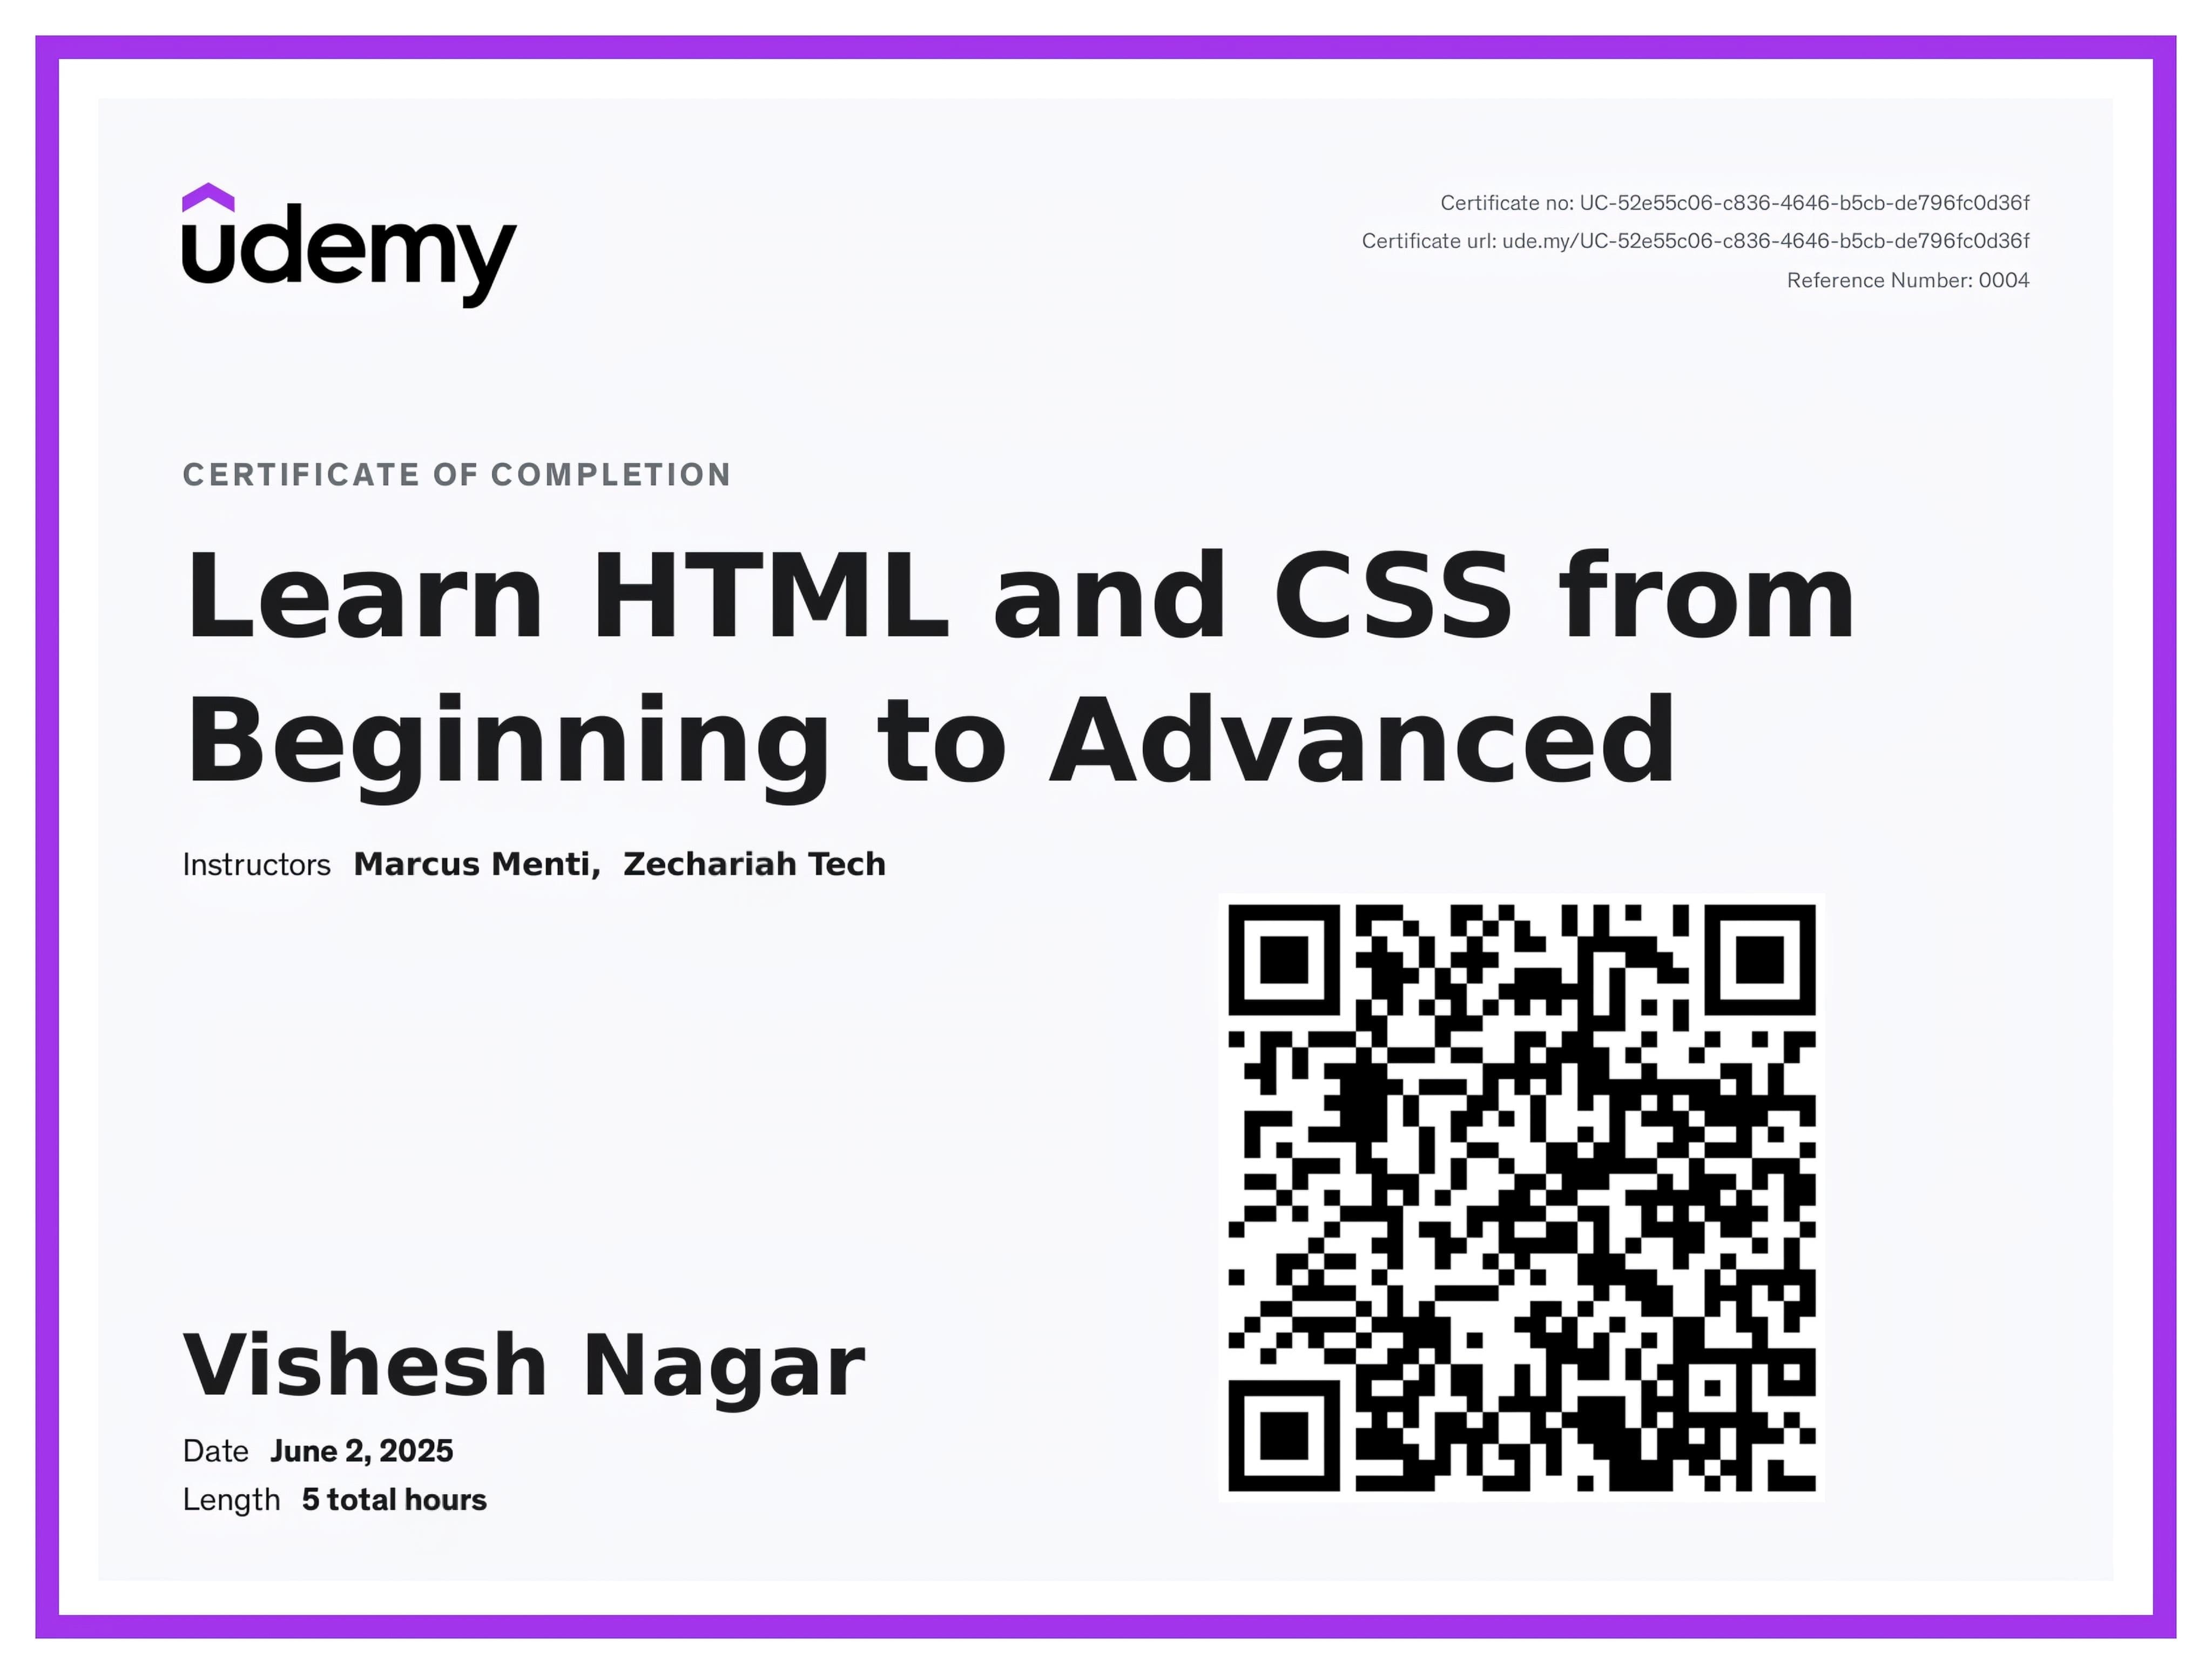 udemy
Certificate no: UC-52e55c06-c836-4646-b5cb-de796fc0d36f
Certificate url: ude.my/UC-52e55c06-c836-4646-b5cb-de796fc0d36f
Reference Number: 0004
CERTIFICATE OF COMPLETION
Learn HTML and CSS from
Beginning to Advanced
Instructors Marcus Menti, Zechariah Tech
Vishesh Nagar
Date June 2, 2025
Length 5 total hours